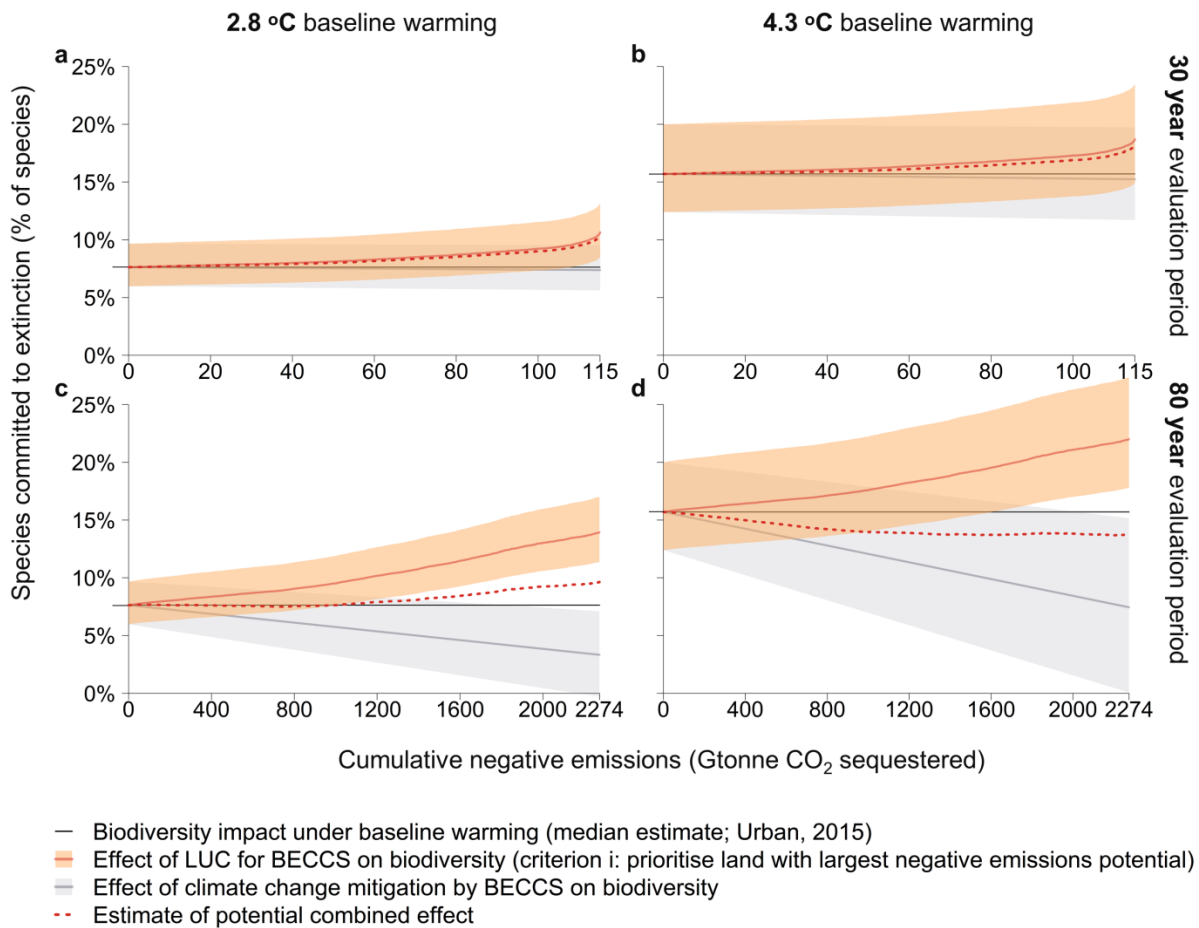 2.8 °C baseline warming
4.3 °C baseline warming
Species committed to extinction (% of species)
a
25%
20%
15%
10%
5%
0%
0 20 40 60 80 100 115
b
0 20 40 60 80 100 115
30 year evaluation period
c
25%
20%
15%
10%
5%
0%
0 400 800 1200 1600 2000 2274
d
0 400 800 1200 1600 2000 2274
80 year evaluation period
Cumulative negative emissions (Gtonne CO₂ sequestered)
Biodiversity impact under baseline warming (median estimate; Urban, 2015)
Effect of LUC for BECCS on biodiversity (criterion i: prioritise land with largest negative emissions potential)
Effect of climate change mitigation by BECCS on biodiversity
Estimate of potential combined effect